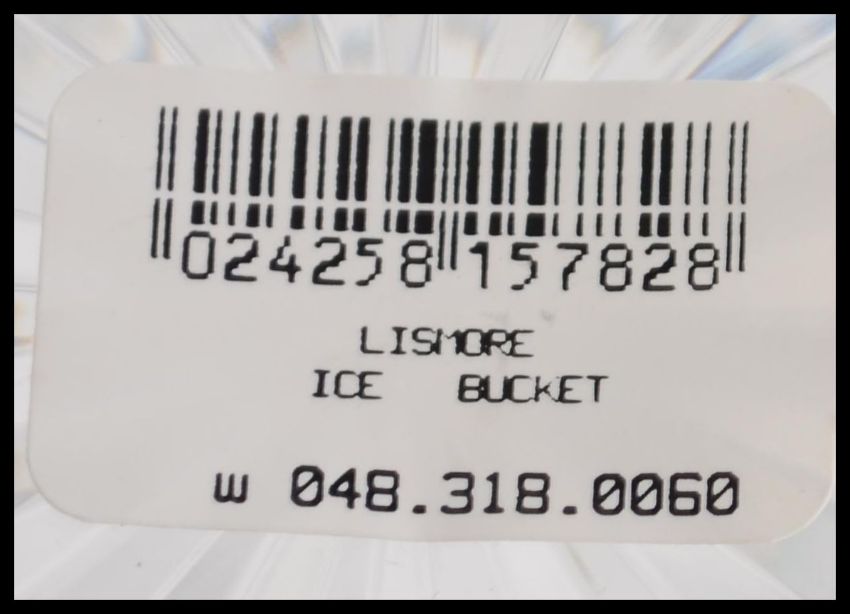 024258 157828
LISMORE
ICE BUCKET
W 048.318.0060